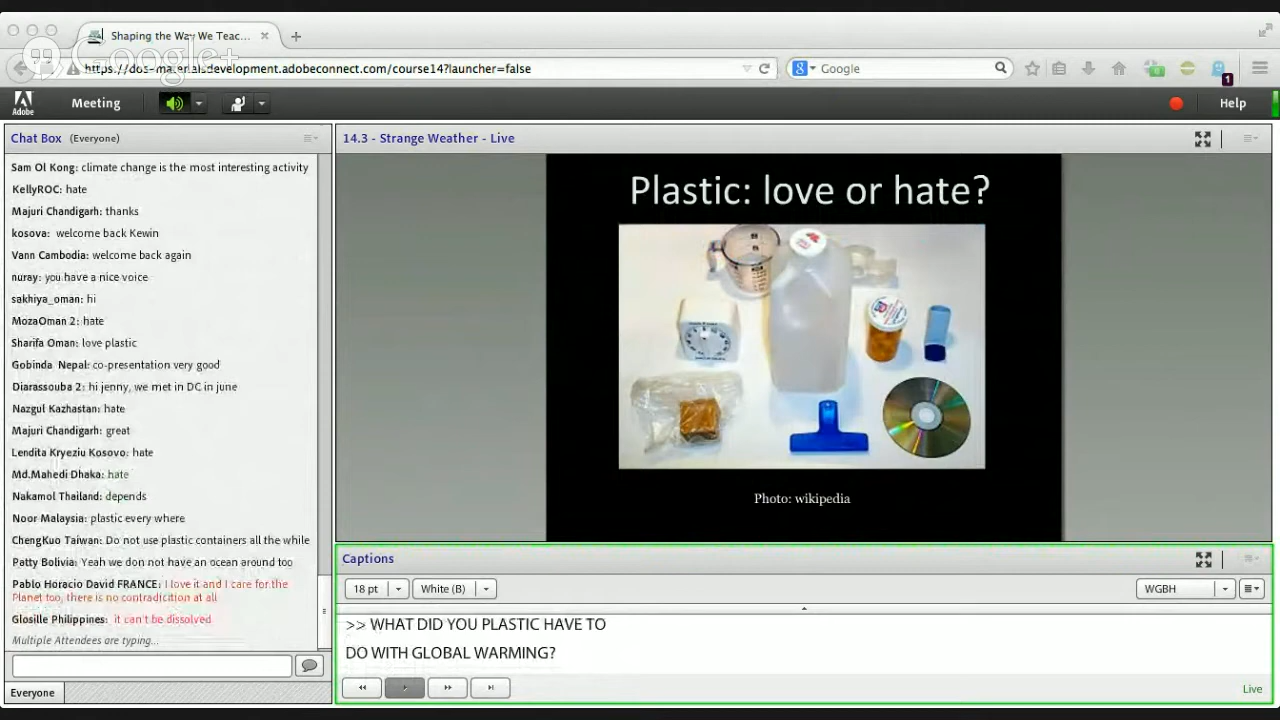 Shaping the Way We Teac...
Google+
https://dos-materialsdevelopment.adobeconnect.com/course14?launcher=false
Google
1
Adobe
Meeting
Help
Chat Box (Everyone)
Sam Ol Kong: climate change is the most interesting activity
KellyROC: hate
Majuri Chandigarh: thanks
kosova: welcome back Kewin
Vann Cambodia: welcome back again
nuray: you have a nice voice
sakhiya_oman: hi
MozaOman 2: hate
Sharifa Oman: love plastic
Gobinda Nepal: co-presentation very good
Diarassouba 2: hi jenny, we met in DC in june
Nazgul Kazhastan: hate
Majuri Chandigarh: great
Lendita Kryeziu Kosovo: hate
Md.Mahedi Dhaka: hate
Nakamol Thailand: depends
Noor Malaysia: plastic every where
ChengKuo Taiwan: Do not use plastic containers all the while
Patty Bolivia: Yeah we don not have an ocean around too
Pablo Horacio David FRANCE: I love it and I care for the
Planet too, there is no contradicition at all
Glosille Philippines: it can't be dissolved
Multiple Attendees are typing...
Everyone
14.3 - Strange Weather - Live
Plastic: love or hate?
Photo: wikipedia
Captions
18 pt
White (B)
WGBH
>> WHAT DID YOU PLASTIC HAVE TO
DO WITH GLOBAL WARMING?
Live